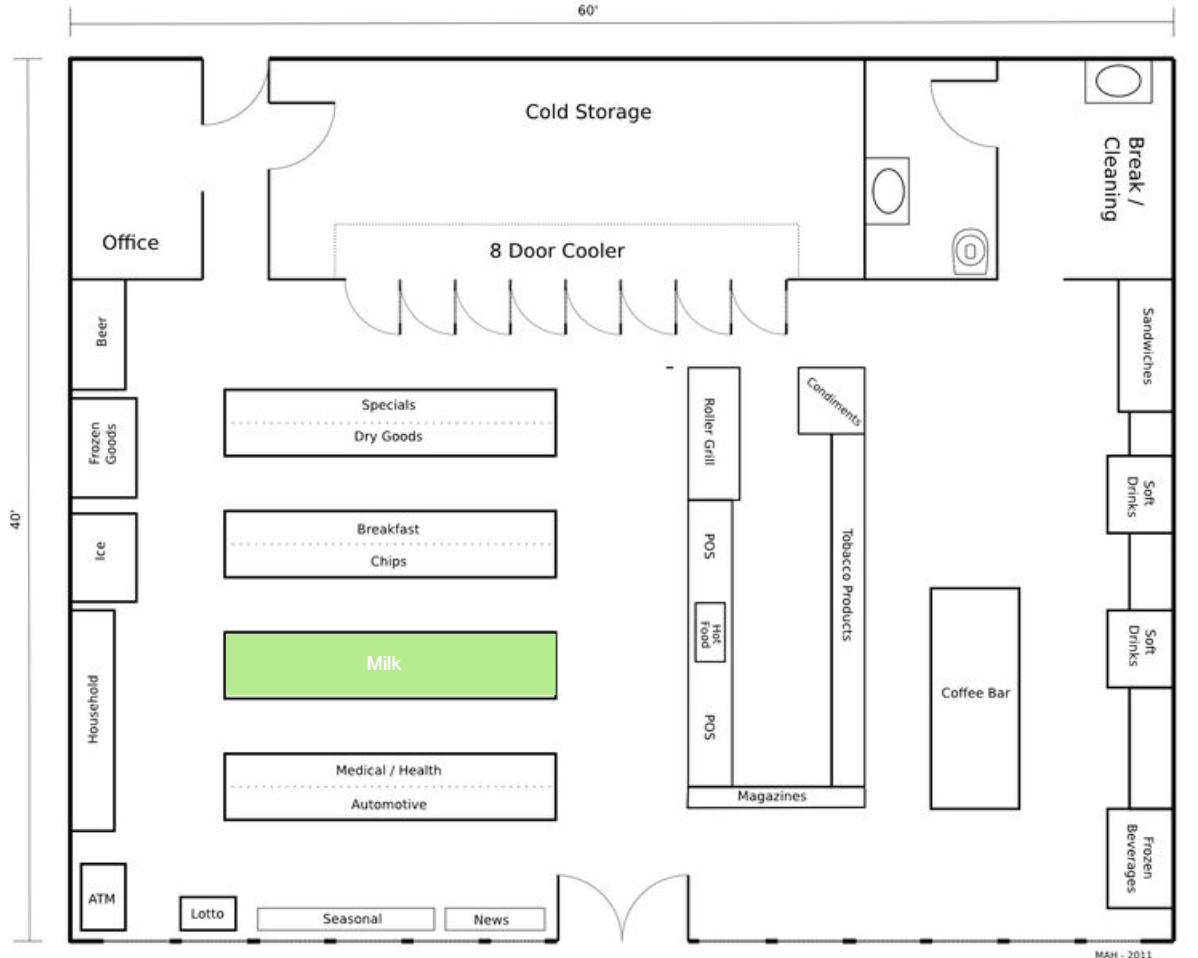 60'
Cold Storage
Break /
Cleaning
Office
8 Door Cooler
Beer
Sandwiches
Specials
Dry Goods
Roller Grill
Condiments
Frozen
Goods
Soft
Drinks
40'
Breakfast
Chips
Ice
POS
Tobacco Products
Hot
Food
Soft
Drinks
Milk
Household
Coffee Bar
POS
Medical / Health
Automotive
Magazines
Frozen
Beverages
ATM
Lotto
Seasonal
News
MAH - 2011